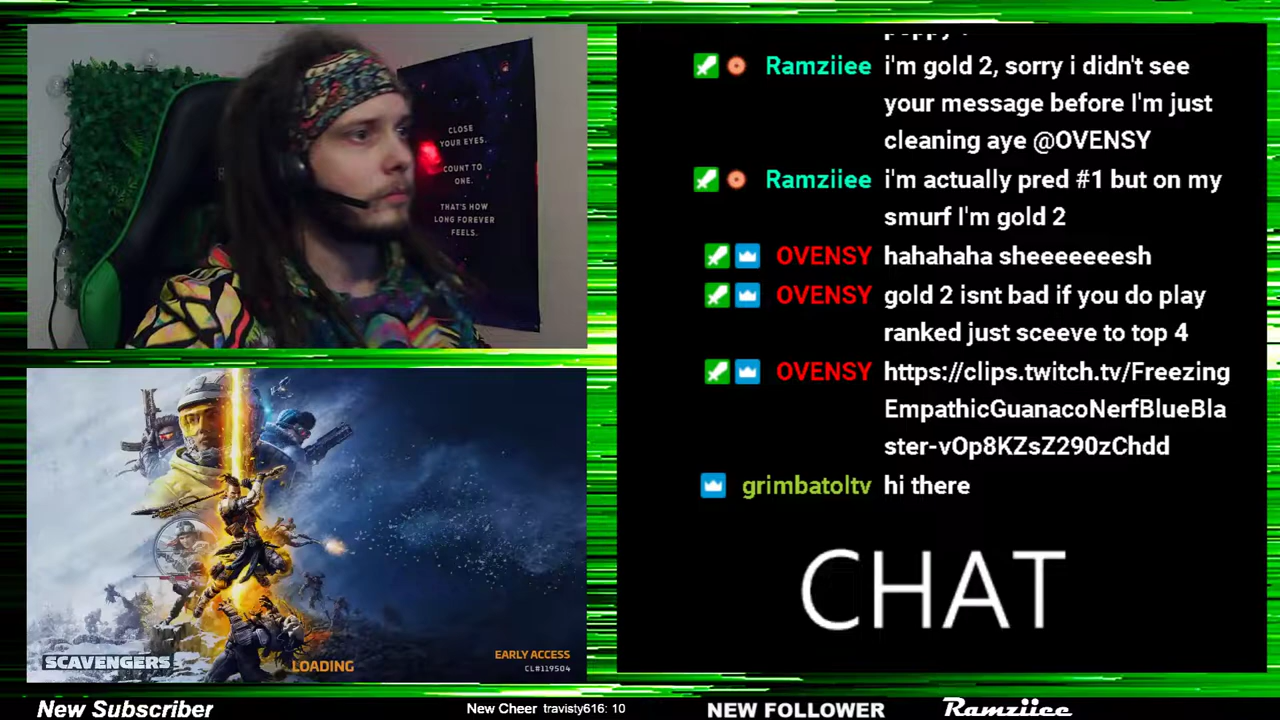 CLOSE
YOUR EYES.
COUNT TO
ONE.
THAT'S HOW
LONG FOREVER
FEELS.
Ramziiee i'm gold 2, sorry i didn't see
your message before I'm just
cleaning aye @OVENSY
Ramziiee i'm actually pred #1 but on my
smurf I'm gold 2
OVENSY hahahaha sheeeeeeesh
OVENSY gold 2 isnt bad if you do play
ranked just sceeve to top 4
OVENSY https://clips.twitch.tv/Freezing
EmpathicGuanacoNerfBlueBla
ster-vOp8KZsZ290zChdd
grimbatoltv hi there
CHAT
SCAVENGERS
LOADING
EARLY ACCESS
CL#119504
New Subscriber
New Cheer travisty616: 10
NEW FOLLOWER
Ramziiee